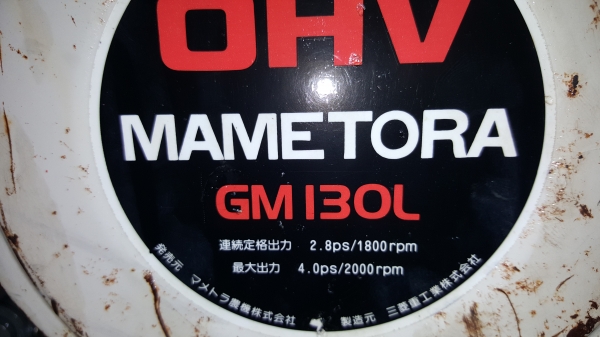 OHV
MAMETORA
GM130L
連続定格出力 2.8ps/1800rpm
最大出力 4.0ps/2000rpm
発売元 マメトラ農機株式会社 製造元 三菱重工業株式会社